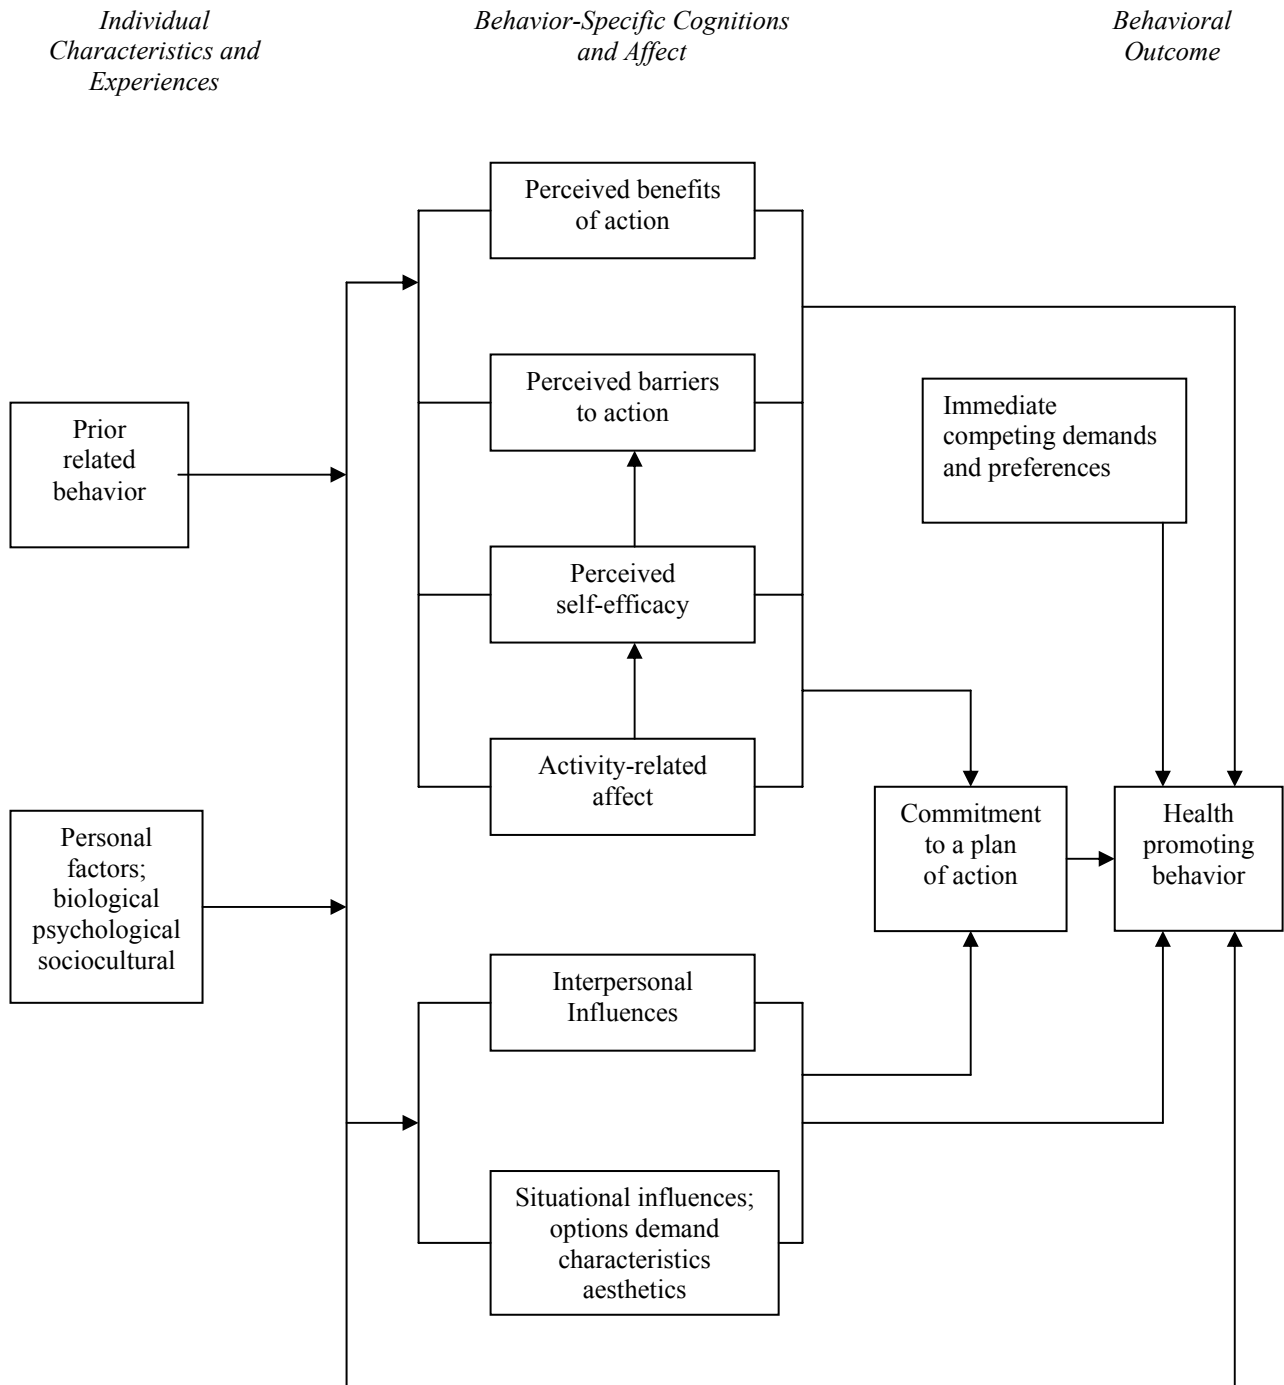 Individual
Characteristics and
Experiences
Behavior-Specific Cognitions
and Affect
Behavioral
Outcome
Perceived benefits
of action
Perceived barriers
to action
Immediate
competing demands
and preferences
Prior
related
behavior
Perceived
self-efficacy
Activity-related
affect
Commitment
to a plan
of action
Health
promoting
behavior
Personal
factors;
biological
psychological
sociocultural
Interpersonal
Influences
Situational influences;
options demand
characteristics
aesthetics